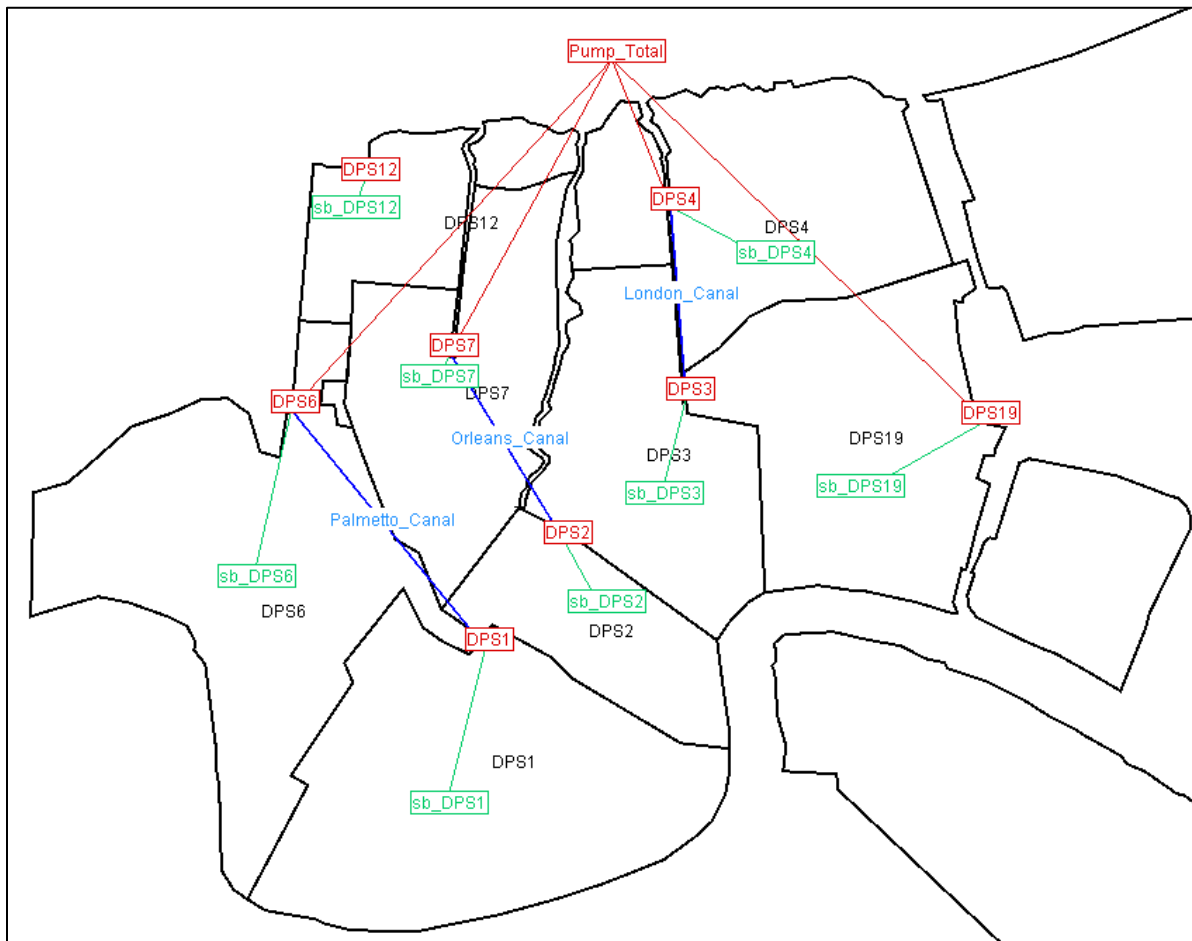 Pump_Total
DPS12
sb_DPS12
DPS12
DPS4
DPS4
sb_DPS4
London_Canal
DPS7
sb_DPS7
DPS7
DPS6
DPS3
DPS19
Orleans_Canal
DPS19
DPS3
sb_DPS3
sb_DPS19
Palmetto_Canal
DPS2
sb_DPS6
DPS6
sb_DPS2
DPS2
DPS1
DPS1
sb_DPS1